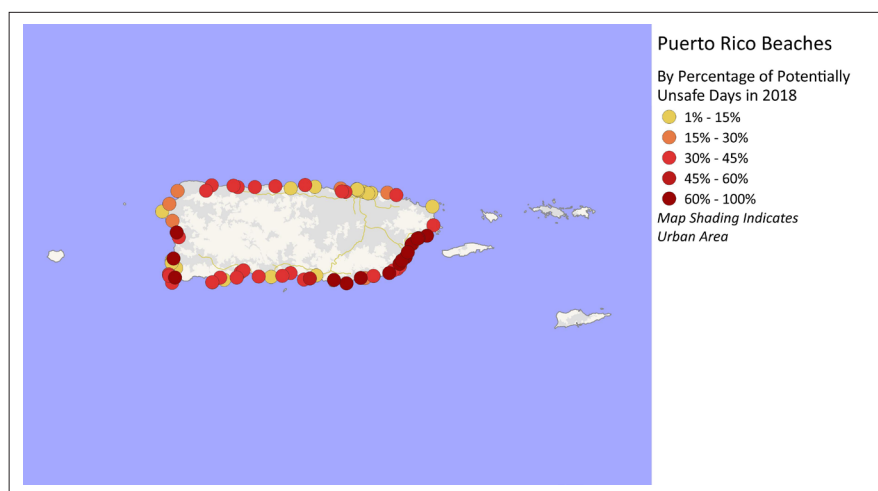 Puerto Rico Beaches
By Percentage of Potentially
Unsafe Days in 2018
1% - 15%
15% - 30%
30% - 45%
45% - 60%
60% - 100%
Map Shading Indicates
Urban Area